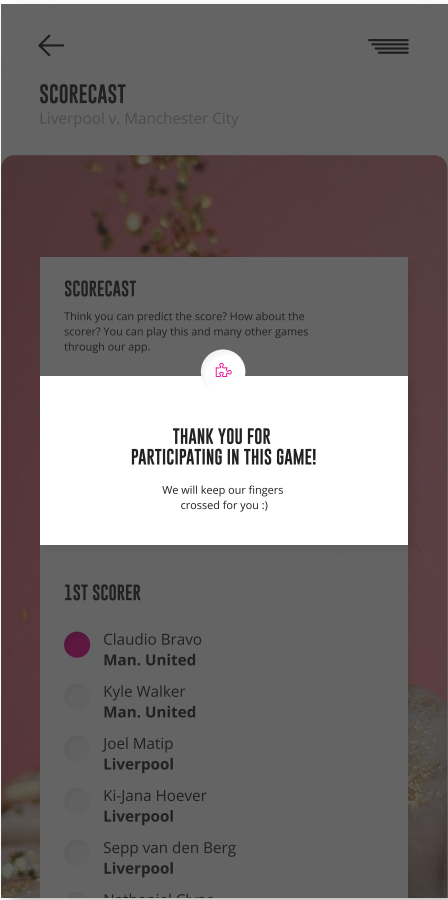 SCORECAST
Liverpool v. Manchester City
SCORECAST
Think you can predict the score? How about the
scorer? You can play this and many other games
through our app.
THANK YOU FOR
PARTICIPATING IN THIS GAME!
We will keep our fingers
crossed for you :)
1ST SCORER
Claudio Bravo
Man. United
Kyle Walker
Man. United
Joel Matip
Liverpool
Ki-Jana Hoever
Liverpool
Sepp van den Berg
Liverpool